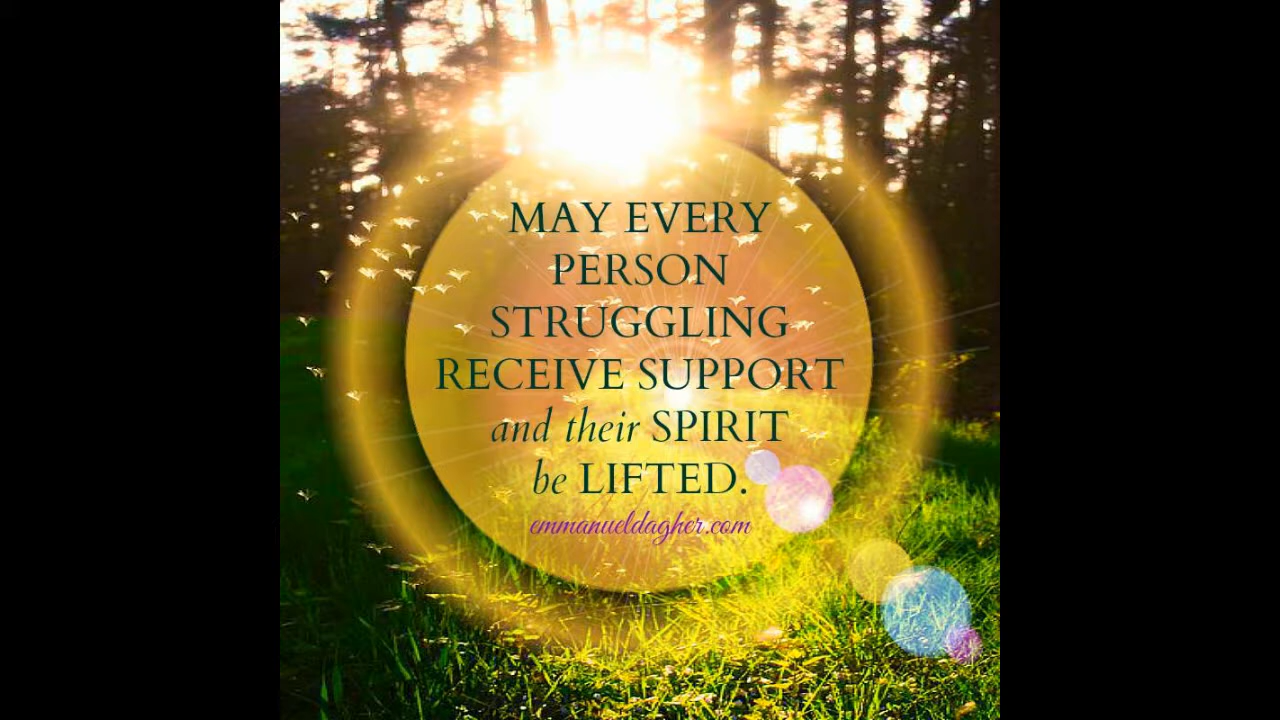 MAY EVERY
PERSON
STRUGGLING
RECEIVE SUPPORT
and their SPIRIT
be LIFTED.
emmanueldagher.com